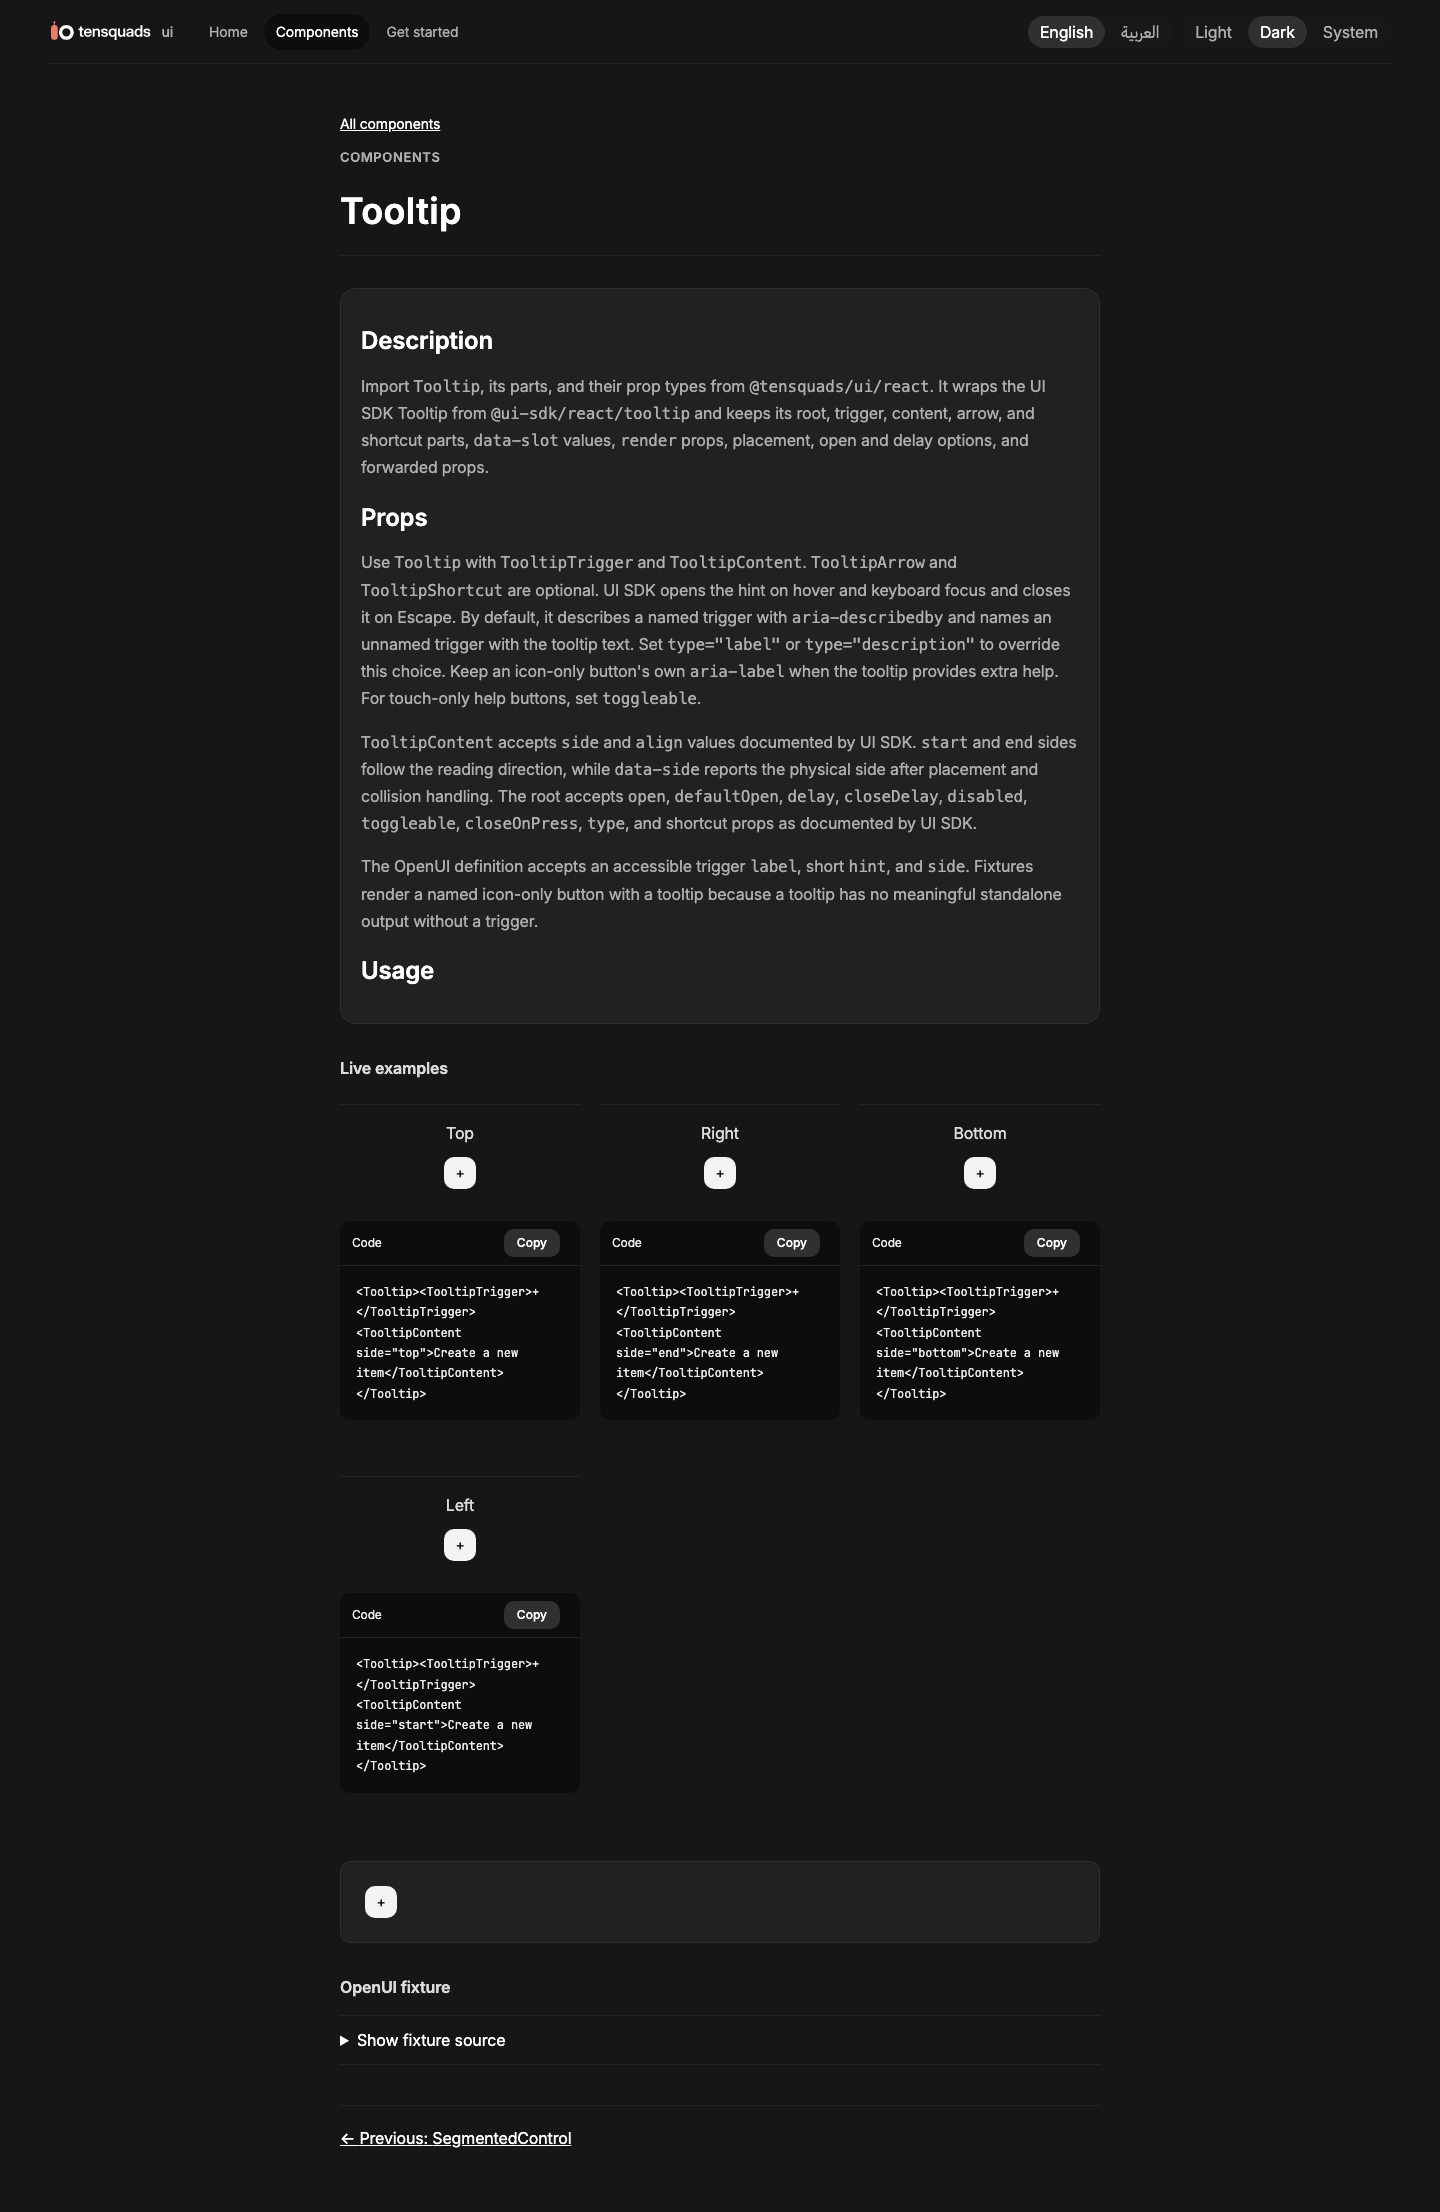 tensquads ui Home Components Get started English العربية Light Dark System
All components
COMPONENTS
Tooltip
Description
Import Tooltip, its parts, and their prop types from @tensquads/ui/react. It wraps the UI
SDK Tooltip from @ui-sdk/react/tooltip and keeps its root, trigger, content, arrow, and
shortcut parts, data-slot values, render props, placement, open and delay options, and
forwarded props.
Props
Use Tooltip with TooltipTrigger and TooltipContent. TooltipArrow and
TooltipShortcut are optional. UI SDK opens the hint on hover and keyboard focus and closes
it on Escape. By default, it describes a named trigger with aria-describedby and names an
unnamed trigger with the tooltip text. Set type="label" or type="description" to override
this choice. Keep an icon-only button's own aria-label when the tooltip provides extra help.
For touch-only help buttons, set toggleable.
TooltipContent accepts side and align values documented by UI SDK. start and end sides
follow the reading direction, while data-side reports the physical side after placement and
collision handling. The root accepts open, defaultOpen, delay, closeDelay, disabled,
toggleable, closeOnPress, type, and shortcut props as documented by UI SDK.
The OpenUI definition accepts an accessible trigger label, short hint, and side. Fixtures
render a named icon-only button with a tooltip because a tooltip has no meaningful standalone
output without a trigger.
Usage
Live examples
Top
+
Code Copy
<Tooltip><TooltipTrigger>+
</TooltipTrigger>
<TooltipContent
side="top">Create a new
item</TooltipContent>
</Tooltip>
Right
+
Code Copy
<Tooltip><TooltipTrigger>+
</TooltipTrigger>
<TooltipContent
side="end">Create a new
item</TooltipContent>
</Tooltip>
Bottom
+
Code Copy
<Tooltip><TooltipTrigger>+
</TooltipTrigger>
<TooltipContent
side="bottom">Create a new
item</TooltipContent>
</Tooltip>
Left
+
Code Copy
<Tooltip><TooltipTrigger>+
</TooltipTrigger>
<TooltipContent
side="start">Create a new
item</TooltipContent>
</Tooltip>
+
OpenUI fixture
▶ Show fixture source
← Previous: SegmentedControl